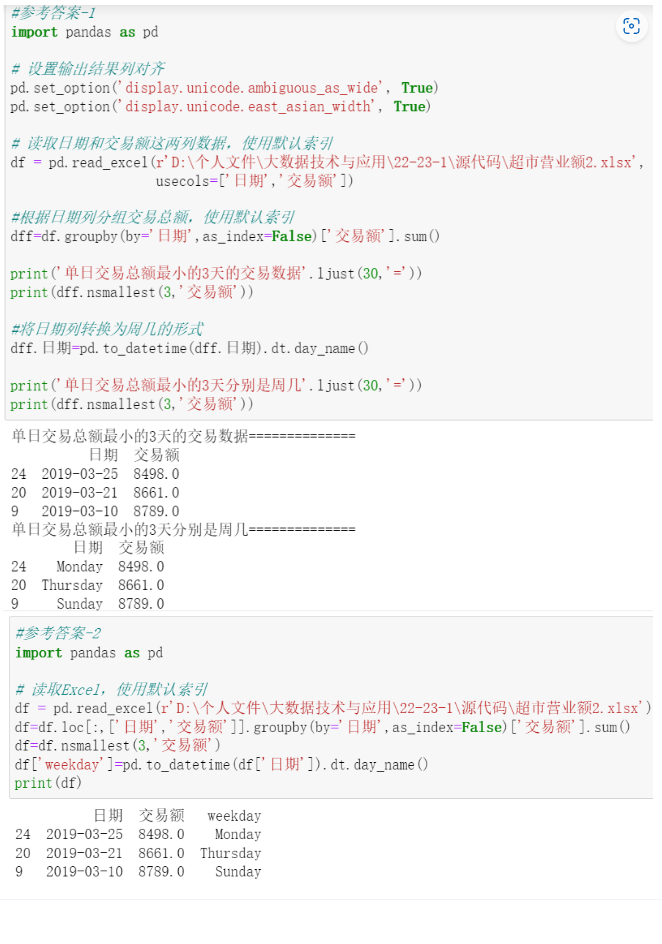 #参考答案-1
import pandas as pd
# 设置输出结果列对齐
pd.set_option('display.unicode.ambiguous_as_wide', True)
pd.set_option('display.unicode.east_asian_width', True)
# 读取日期和交易额这两列数据，使用默认索引
df = pd.read_excel(r'D:\个人文件\大数据技术与应用\22-23-1\源代码\超市营业额2.xlsx',
usecols=['日期','交易额'])
#根据日期列分组交易总额，使用默认索引
dff=df.groupby(by='日期',as_index=False)['交易额'].sum()
print('单日交易总额最小的3天的交易数据'.ljust(30,'='))
print(dff.nsmallest(3,'交易额'))
#将日期列转换为周几的形式
dff.日期=pd.to_datetime(dff.日期).dt.day_name()
print('单日交易总额最小的3天分别是周几'.ljust(30,'='))
print(dff.nsmallest(3,'交易额'))
单日交易总额最小的3天的交易数据==============
日期 交易额
24 2019-03-25 8498.0
20 2019-03-21 8661.0
9 2019-03-10 8789.0
单日交易总额最小的3天分别是周几==============
日期 交易额
24 Monday 8498.0
20 Thursday 8661.0
9 Sunday 8789.0
#参考答案-2
import pandas as pd
# 读取Excel，使用默认索引
df = pd.read_excel(r'D:\个人文件\大数据技术与应用\22-23-1\源代码\超市营业额2.xlsx')
df=df.loc[:,['日期','交易额']].groupby(by='日期',as_index=False)['交易额'].sum()
df=df.nsmallest(3,'交易额')
df['weekday']=pd.to_datetime(df['日期']).dt.day_name()
print(df)
日期 交易额 weekday
24 2019-03-25 8498.0 Monday
20 2019-03-21 8661.0 Thursday
9 2019-03-10 8789.0 Sunday